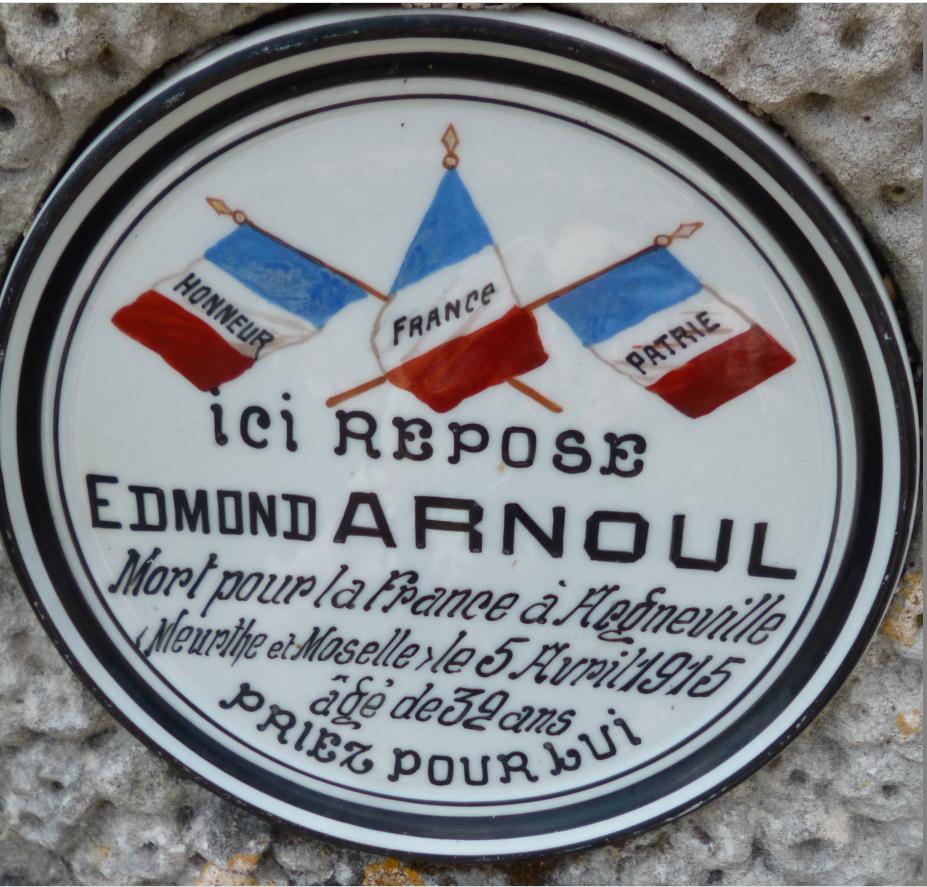 HONNEUR
FRANCE
PATRIE
ici REPOSE
EDMOND ARNOUL
Mort pour la France à Regneville
(Meurthe et Moselle) le 5 Avril 1915
âgé de 39 ans
PRIEZ POUR LUI